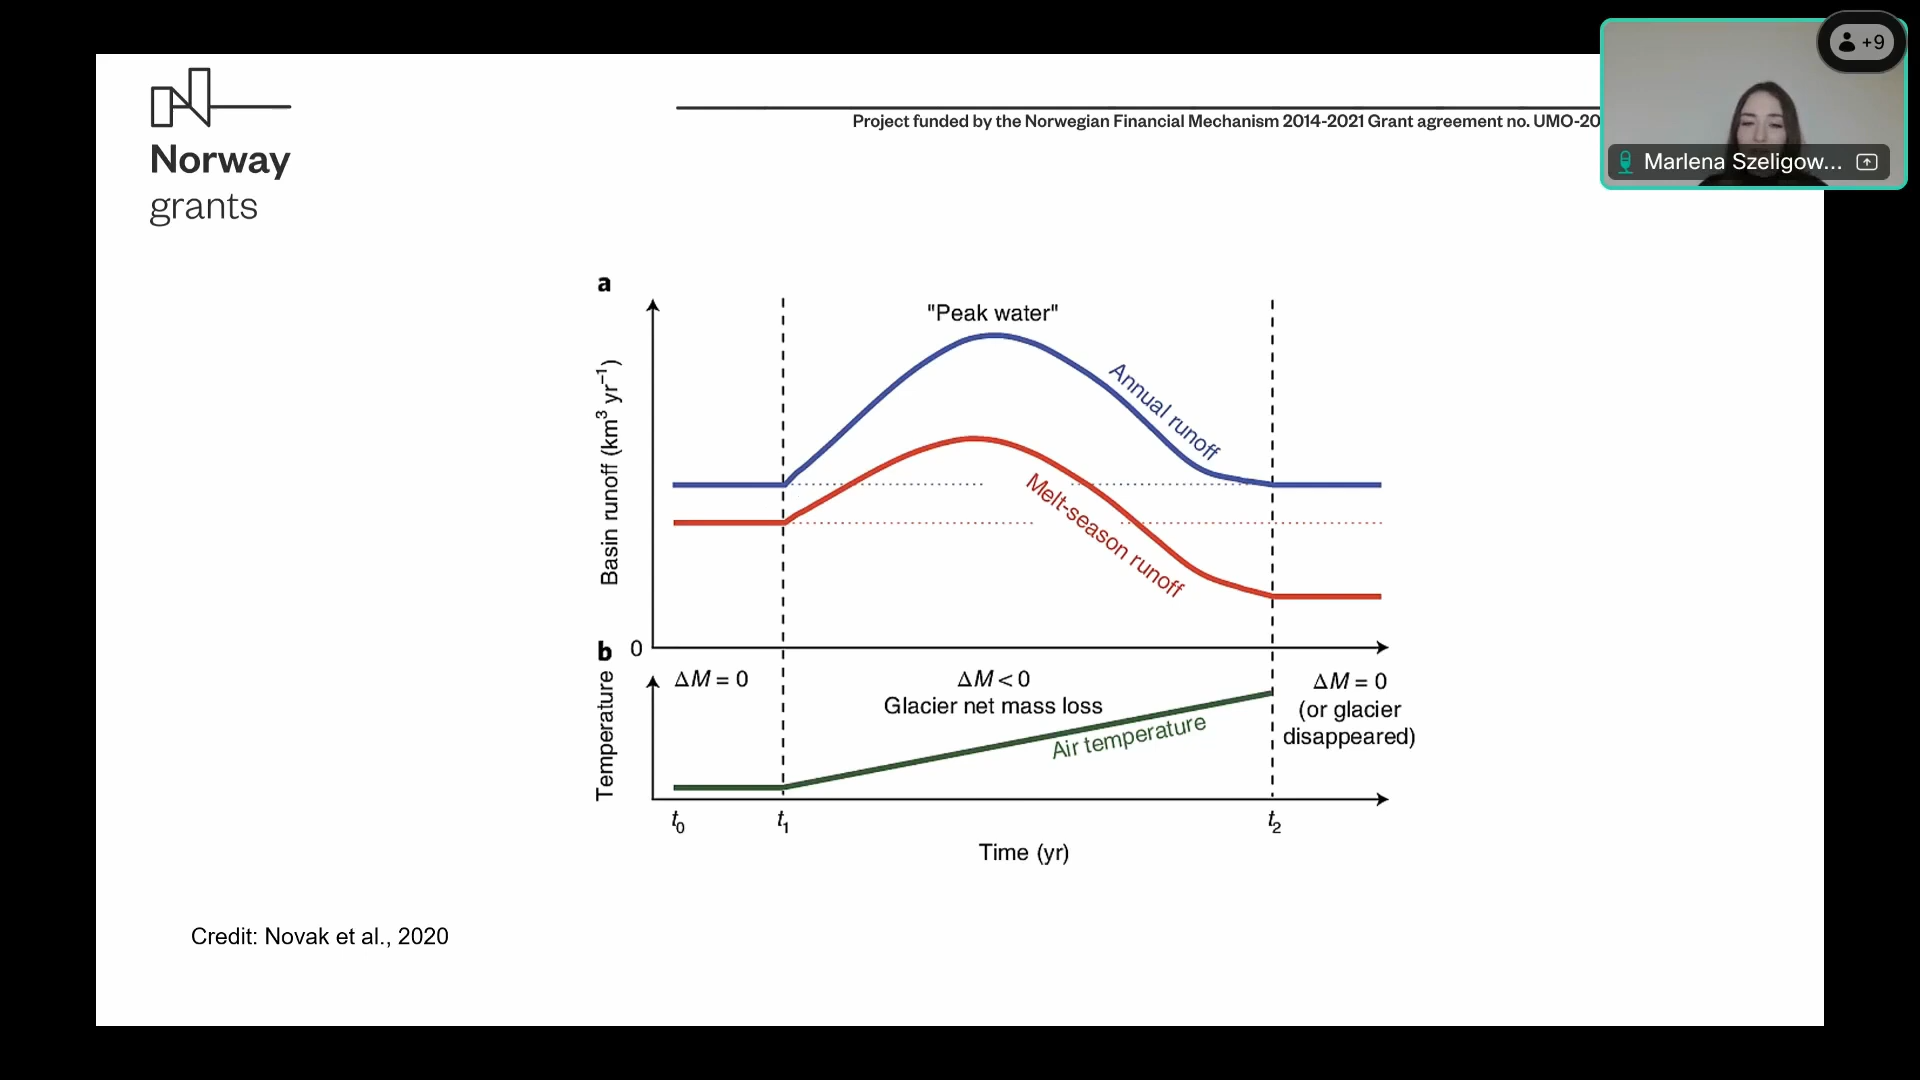 Norway
grants
Project funded by the Norwegian Financial Mechanism 2014-2021 Grant agreement no. UMO-20
+9
Marlena Szeligow...
a
"Peak water"
Basin runoff (km³ yr⁻¹)
Annual runoff
Melt-season runoff
0
b
Temperature
ΔM = 0
ΔM < 0
Glacier net mass loss
ΔM = 0
(or glacier
disappeared)
Air temperature
t₀
t₁
t₂
Time (yr)
Credit: Novak et al., 2020